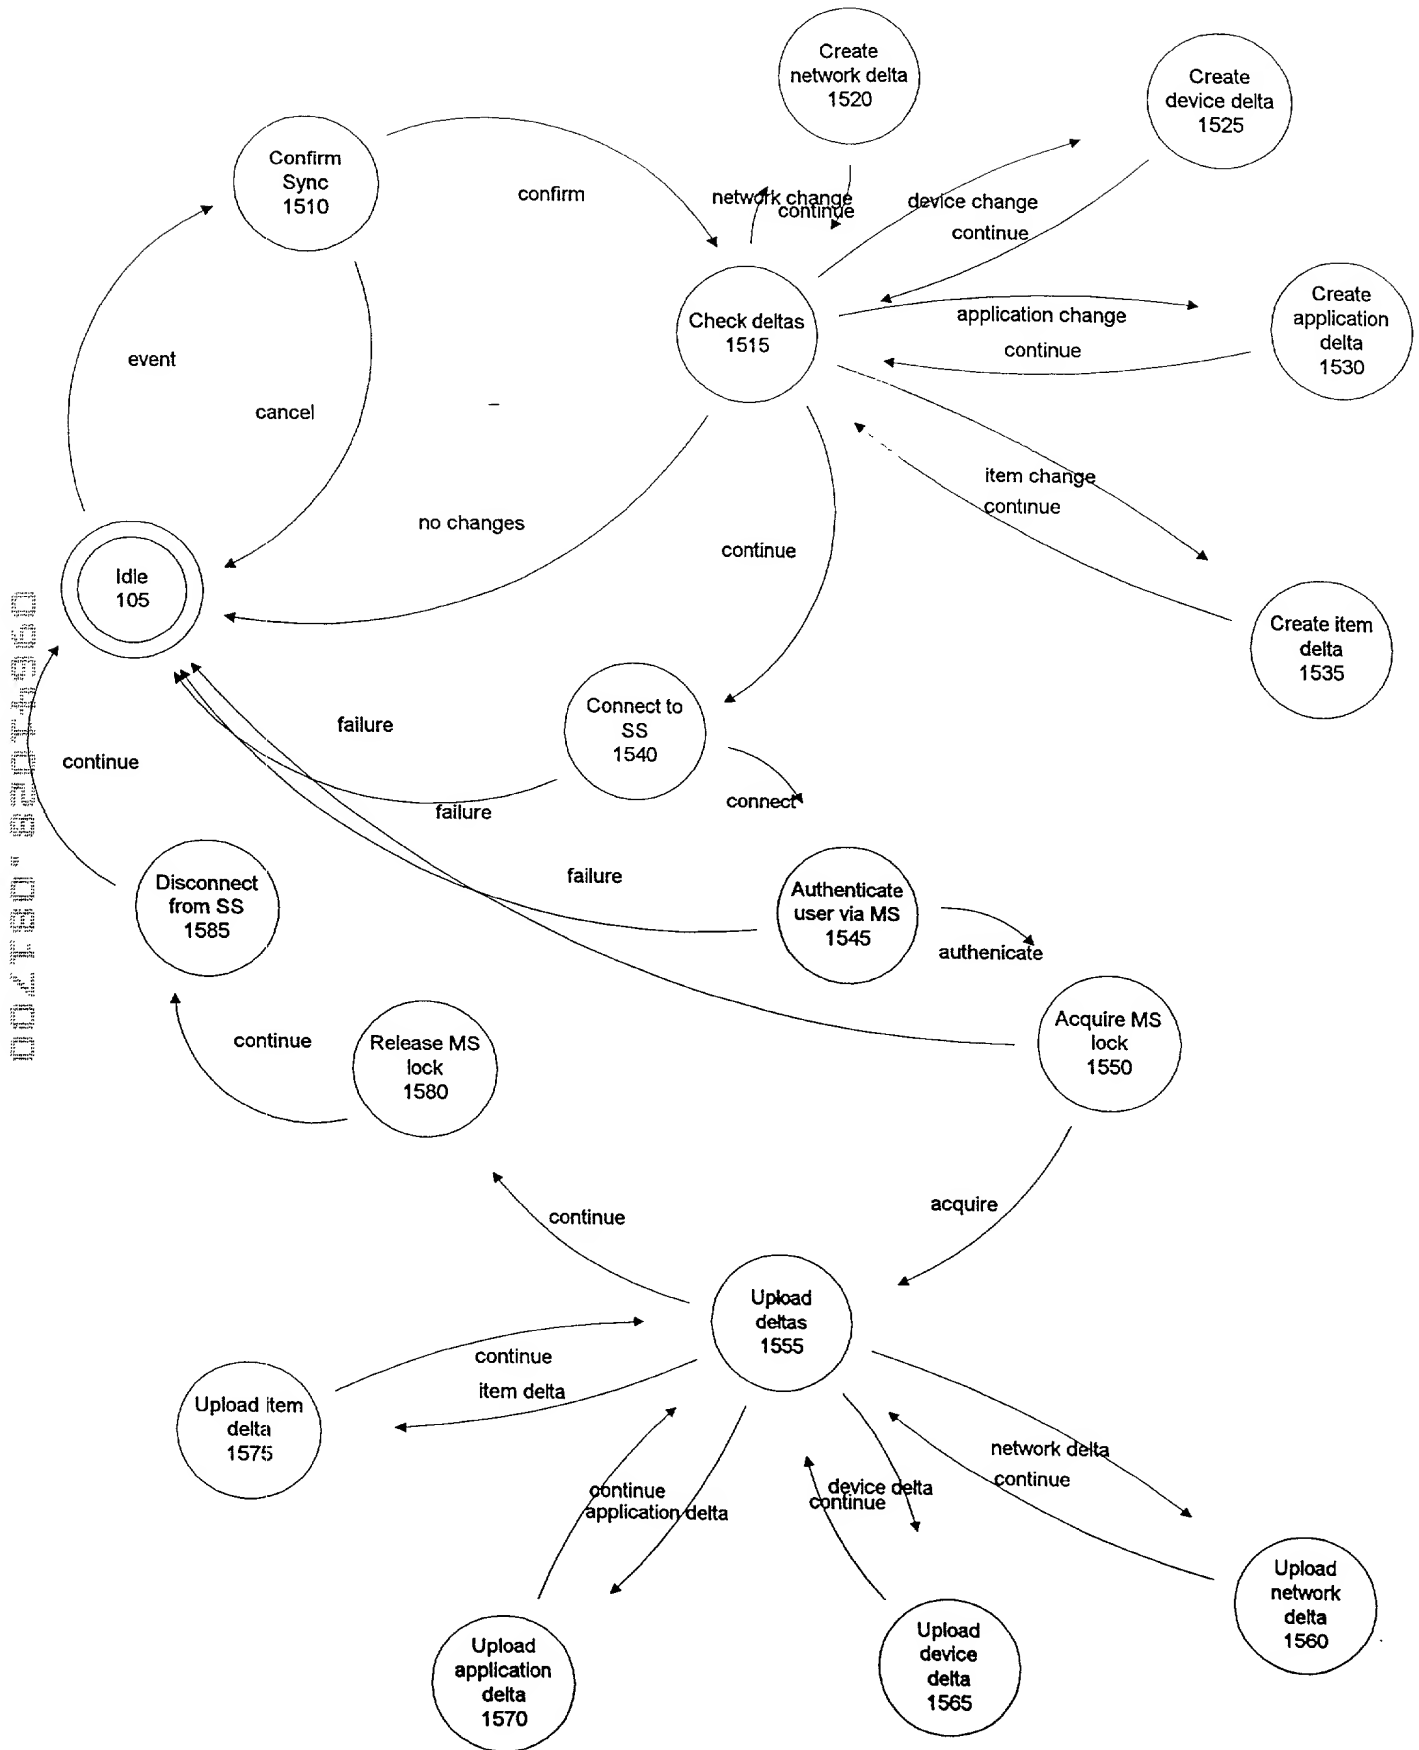 Create
network delta
1520
Create
device delta
1525
Confirm
Sync
1510
confirm
network change
continue
device change
continue
Create
application
delta
1530
Check deltas
1515
application change
continue
event
cancel
item change
continue
no changes
continue
Idle
105
Create item
delta
1535
Connect to
SS
1540
failure
continue
connect
failure
failure
Disconnect
from SS
1585
Authenticate
user via MS
1545
authenicate
Acquire MS
lock
1550
continue
Release MS
lock
1580
acquire
continue
Upload
deltas
1555
continue
item delta
Upload item
delta
1575
network delta
continue
continue
application delta
device delta
continue
Upload
network
delta
1560
Upload
application
delta
1570
Upload
device
delta
1565